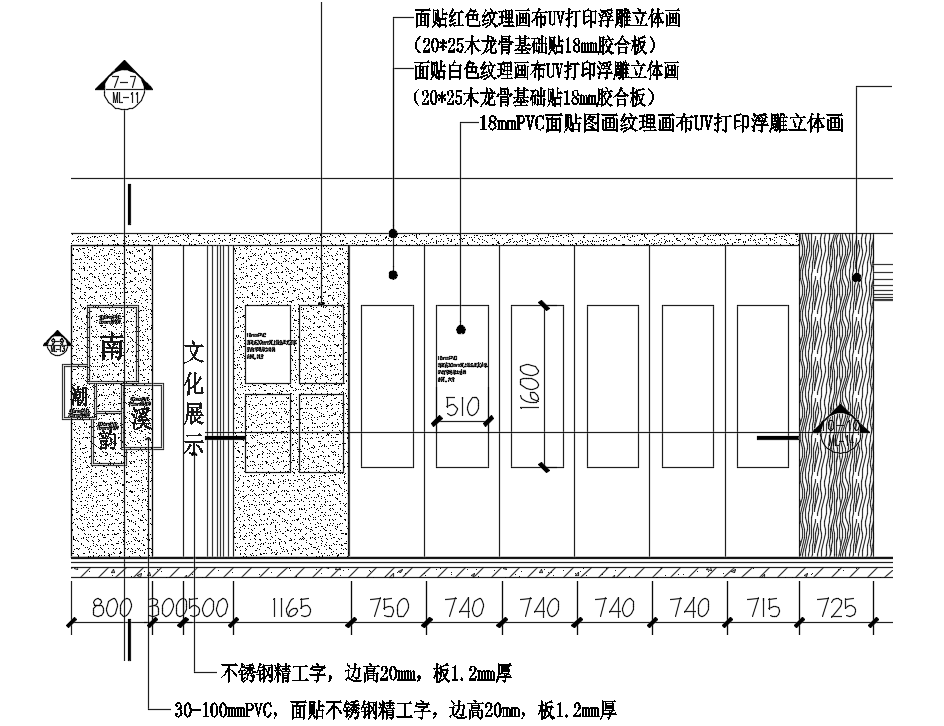 面贴红色纹理画布UV打印浮雕立体画
（20*25木龙骨基础贴18mm胶合板）
面贴白色纹理画布UV打印浮雕立体画
（20*25木龙骨基础贴18mm胶合板）
18mmPVC面贴图画纹理画布UV打印浮雕立体画
7-7
ML-11
南
潮
溪
韵
文化展示
18mmPVC
18mmPVC
510
1600
10-10
ML-14
800 300 500 1165 750 740 740 740 740 715 725
不锈钢精工字，边高20mm，板1.2mm厚
30-100mmPVC，面贴不锈钢精工字，边高20mm，板1.2mm厚